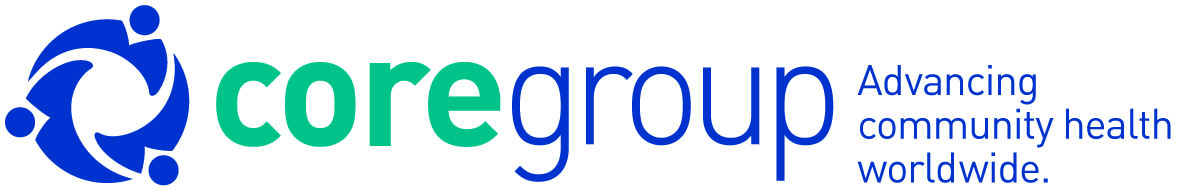 coregroup
Advancing
community health
worldwide.